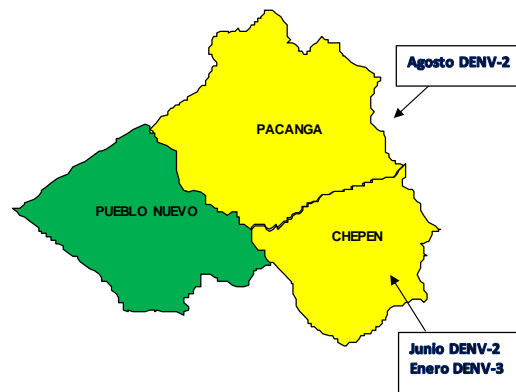 Agosto DENV-2
PACANGA
PUEBLO NUEVO
CHEPEN
Junio DENV-2
Enero DENV-3